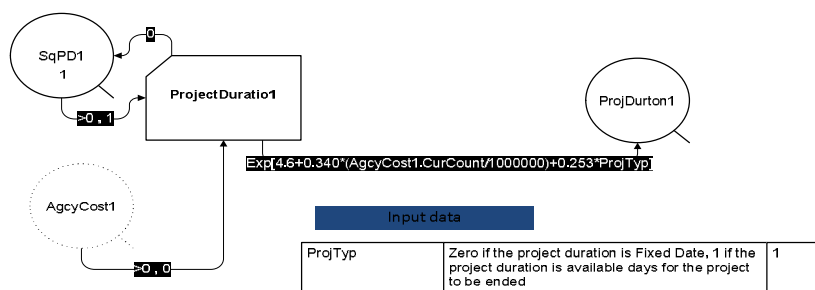 0
SqPD1
1
ProjectDuratio1
ProjDurton1
>0 , 1
Exp[4.6+0.340*(AgcyCost1.CurCount/1000000)+0.253*ProjTyp]
AgcyCost1
Input data
>0 , 0
ProjTyp
Zero if the project duration is Fixed Date, 1 if the
project duration is available days for the project
to be ended
1